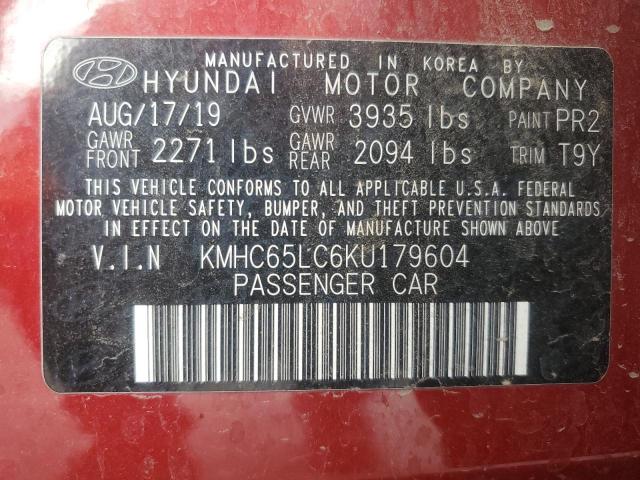 MANUFACTURED IN KOREA BY
HYUNDAI MOTOR COMPANY
AUG/17/19 GVWR 3935 lbs PAINT PR2
GAWR FRONT 2271 lbs GAWR REAR 2094 lbs TRIM T9Y
THIS VEHICLE CONFORMS TO ALL APPLICABLE U.S.A. FEDERAL
MOTOR VEHICLE SAFETY, BUMPER, AND THEFT PREVENTION STANDARDS
IN EFFECT ON THE DATE OF MANUFACTURE SHOWN ABOVE.
V.I.N KMHC65LC6KU179604
PASSENGER CAR